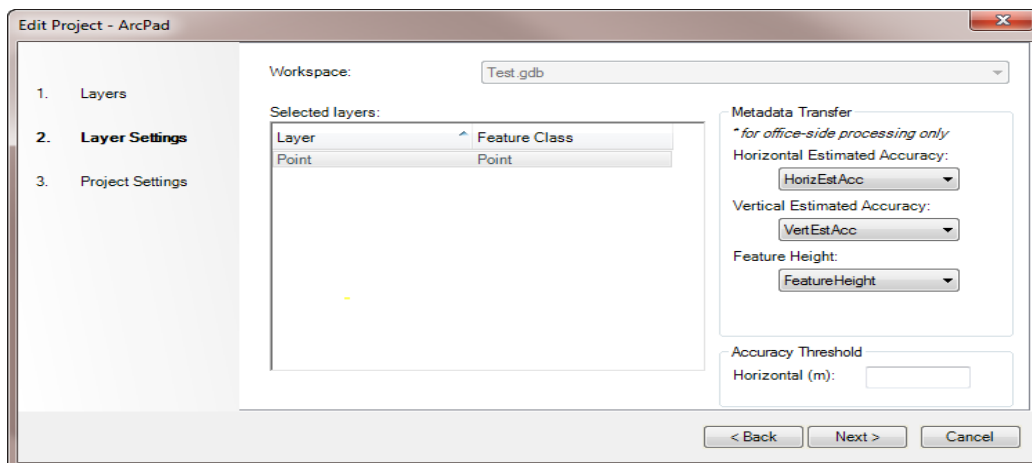 Edit Project - ArcPad
1. Layers
2. Layer Settings
3. Project Settings
Workspace:
Test.gdb
Selected layers:
Layer Feature Class
Point Point
Metadata Transfer
*for office-side processing only
Horizontal Estimated Accuracy:
HorizEstAcc
Vertical Estimated Accuracy:
VertEstAcc
Feature Height:
FeatureHeight
Accuracy Threshold
Horizontal (m):
< Back Next > Cancel